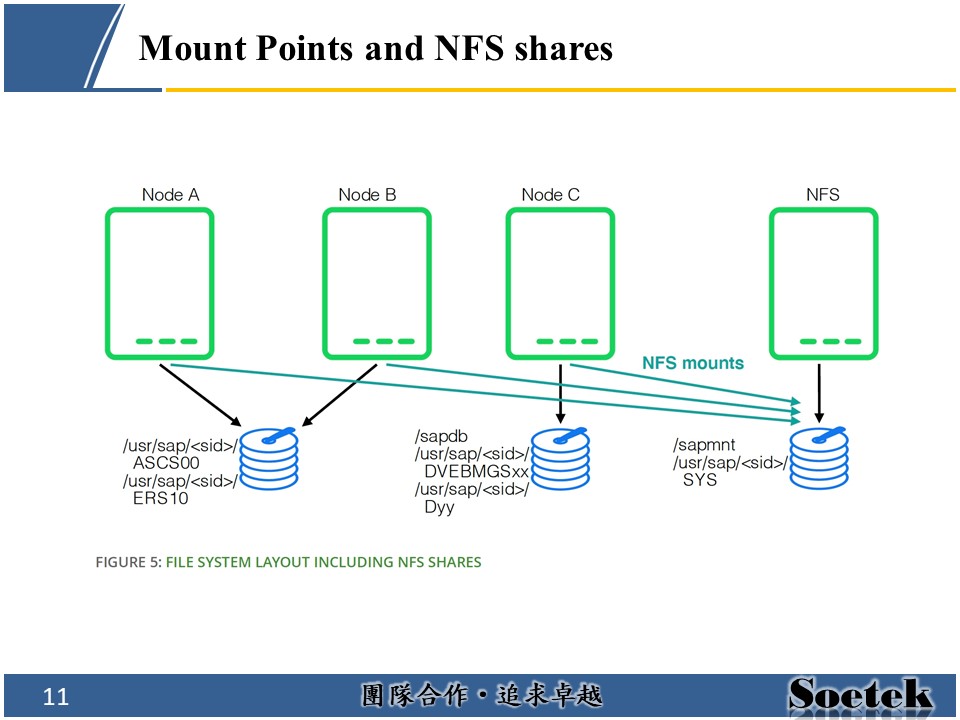 Mount Points and NFS shares
Node A
Node B
Node C
NFS
NFS mounts
/usr/sap/<sid>/
ASCS00
/usr/sap/<sid>/
ERS10
/sapdb
/usr/sap/<sid>/
DVEBMGSxx
/usr/sap/<sid>/
Dyy
/sapmnt
/usr/sap/<sid>/
SYS
FIGURE 5: FILE SYSTEM LAYOUT INCLUDING NFS SHARES
11
團隊合作・追求卓越
Soetek